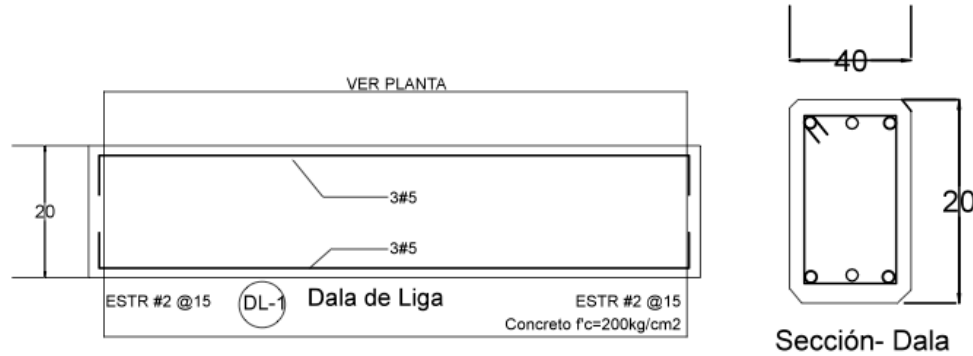 VER PLANTA
20
3#5
3#5
ESTR #2 @15
DL-1
Dala de Liga
ESTR #2 @15
Concreto f'c=200kg/cm2
40
20
Sección- Dala